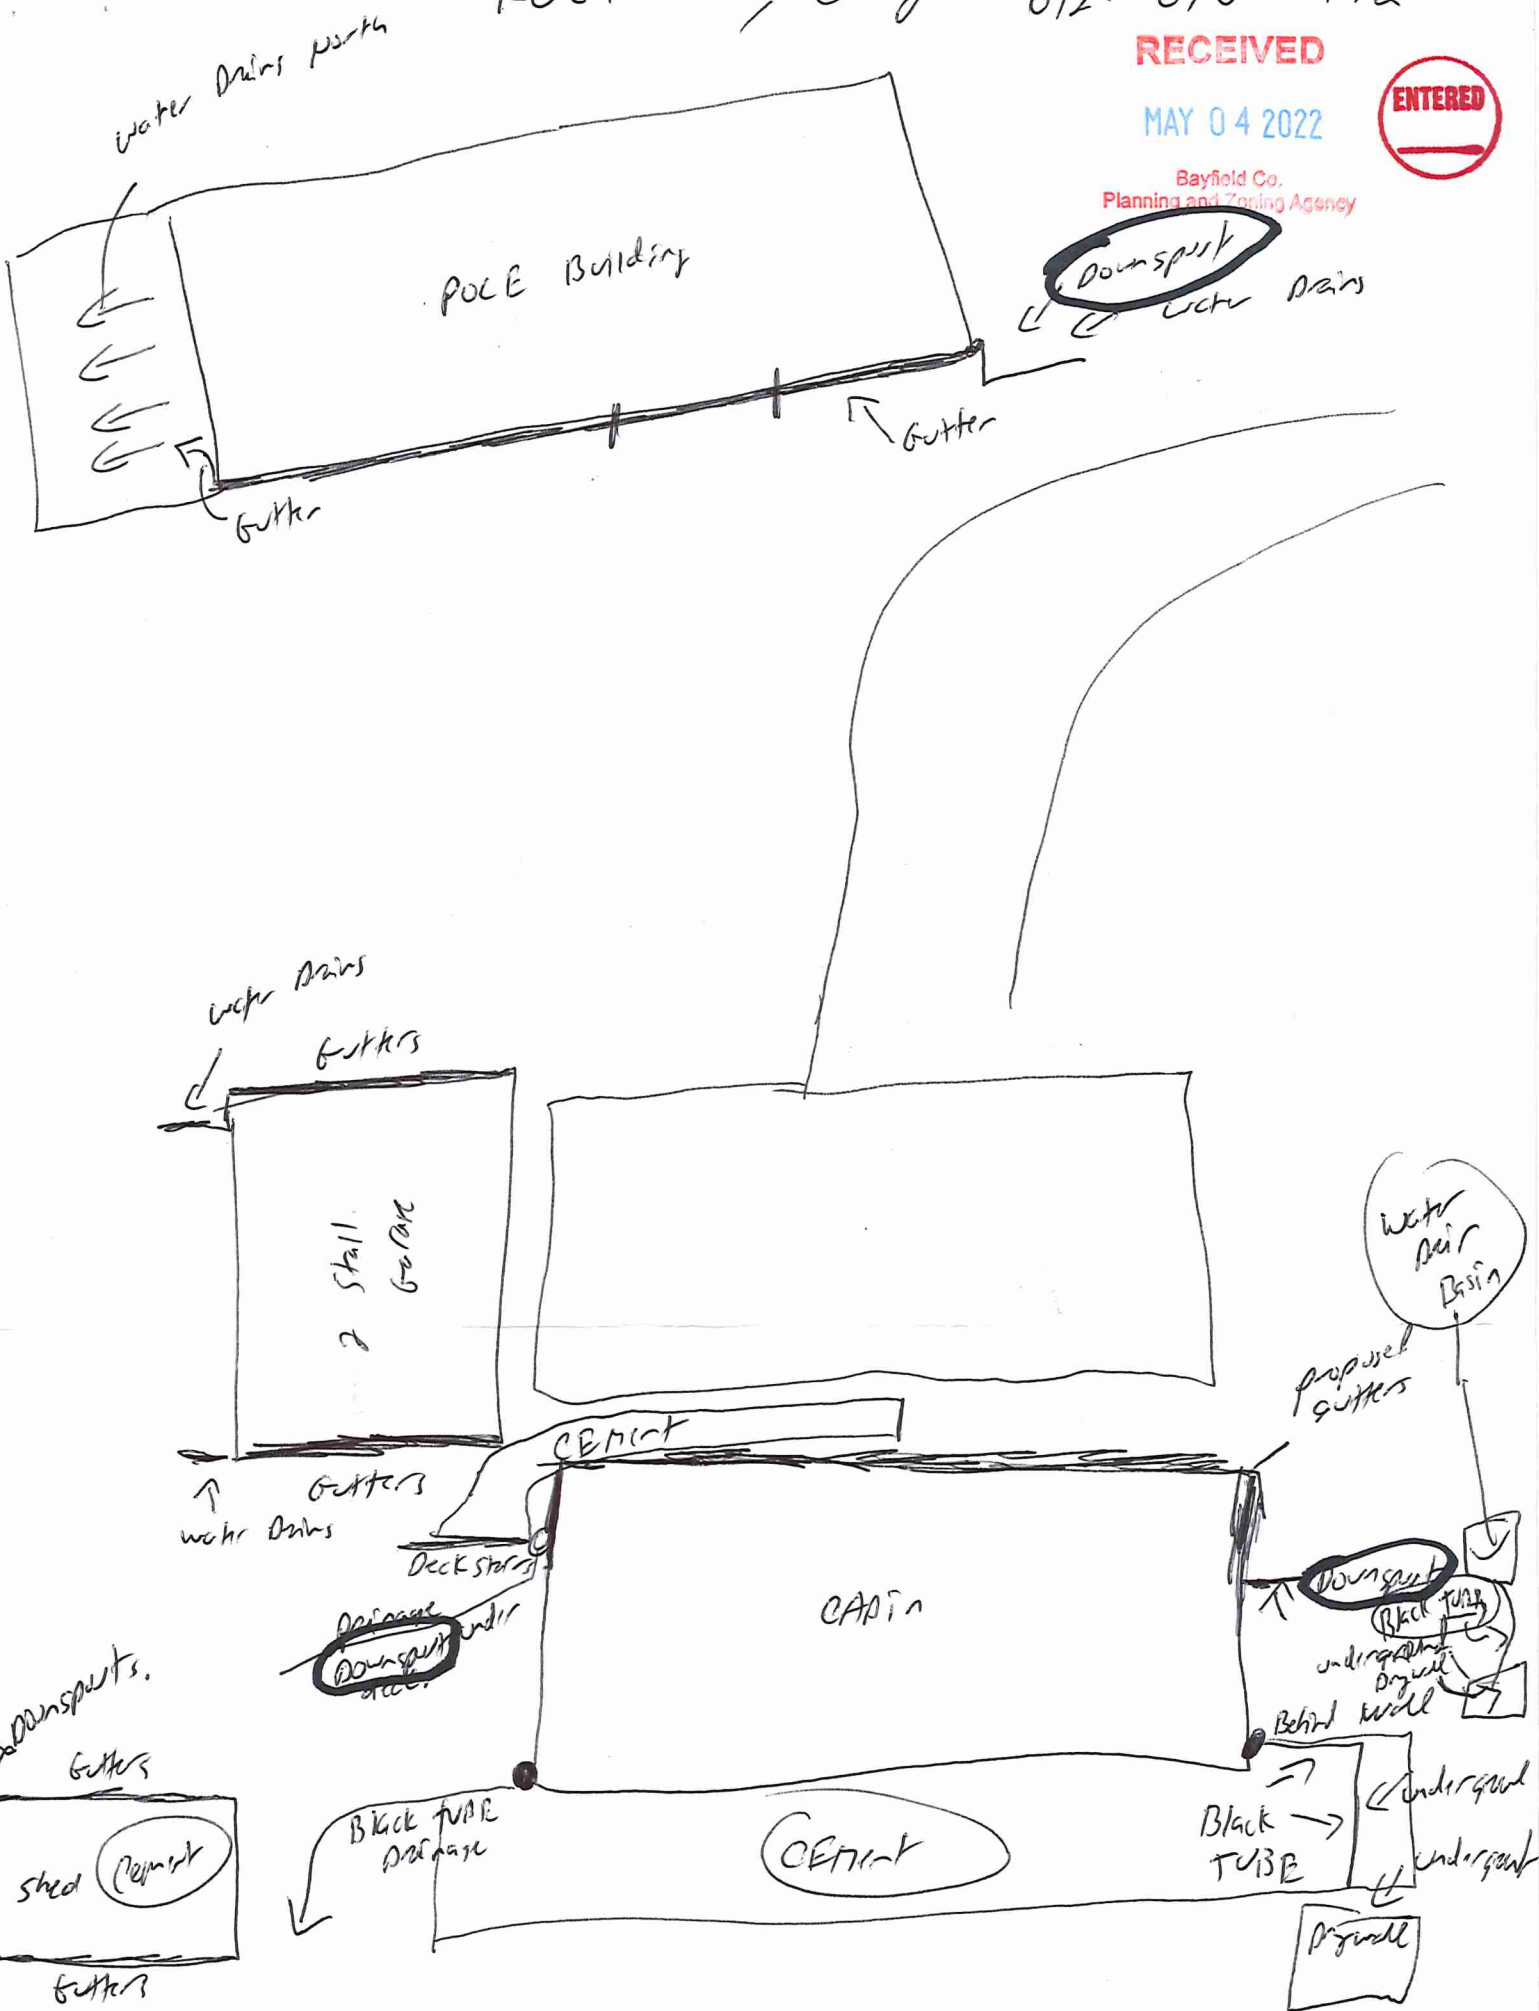 RECEIVED
MAY 04 2022
Bayfield Co.
Planning and Zoning Agency
ENTERED
water Drains North
POLE Building
Downspout
water Drains
Gutter
Gutter
water Drains
Gutters
2 Stall
Garage
Gutters
water Drains
Water
Basin
proposed
gutters
CEMENT
Deck stairs
CABin
Drainage
Downspout under
deck.
Downspout
Black TUBE
underground
Drywell
Behind wall
Downspouts.
Gutters
Shed Cement
Gutters
Black TUBE
Drainage
CEMENT
Black
TUBE
underground
underground
Drywell